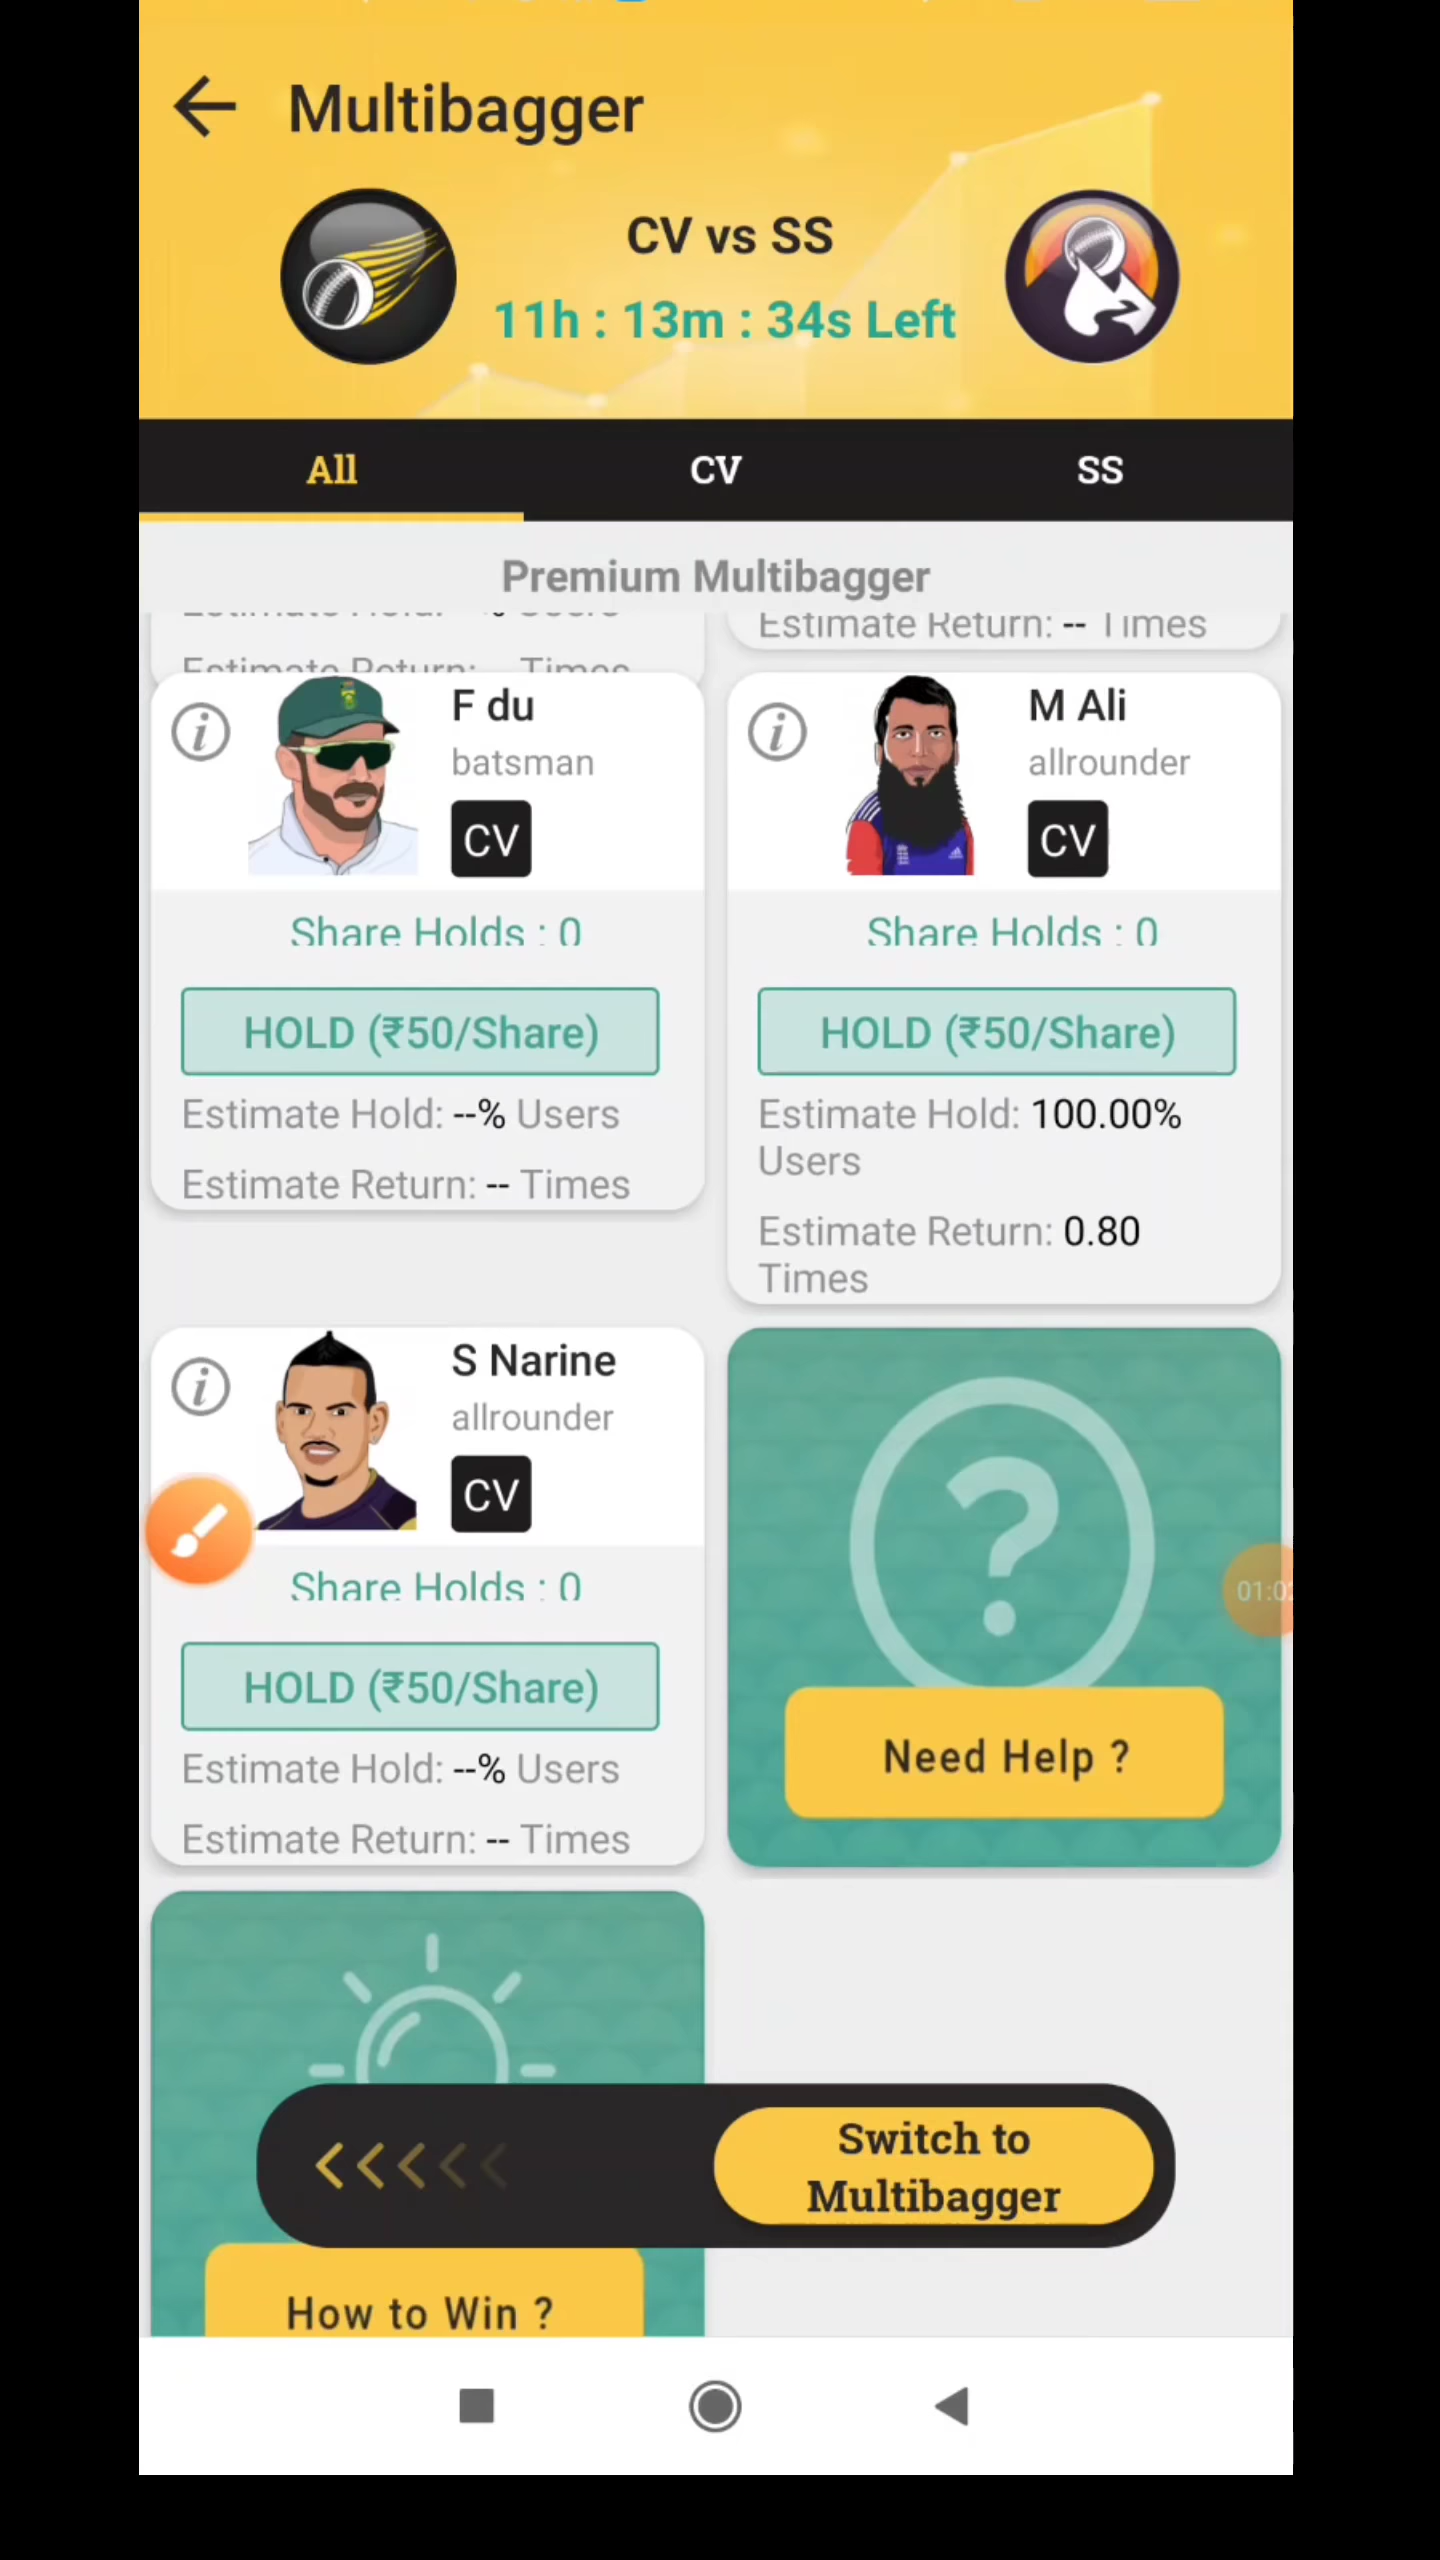 Multibagger
CV vs SS
11h : 13m : 34s Left
All
CV
SS
Premium Multibagger
Estimate Return: -- Times
Estimate Return: -- Times
F du
batsman
CV
Share Holds : 0
HOLD (₹50/Share)
Estimate Hold: --% Users
Estimate Return: -- Times
M Ali
allrounder
CV
Share Holds : 0
HOLD (₹50/Share)
Estimate Hold: 100.00%
Users
Estimate Return: 0.80
Times
S Narine
allrounder
CV
Share Holds : 0
HOLD (₹50/Share)
Estimate Hold: --% Users
Estimate Return: -- Times
?
Need Help ?
Switch to
Multibagger
How to Win ?